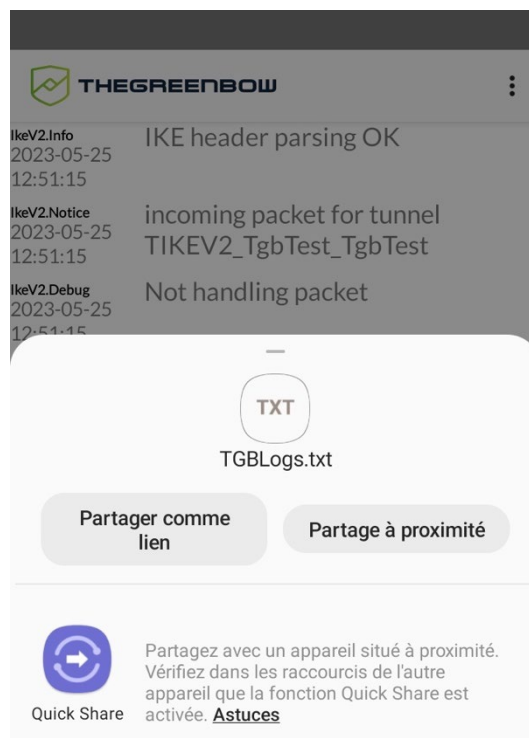 THEGREENBOW
IkeV2.Info
2023-05-25
12:51:15
IKE header parsing OK
IkeV2.Notice
2023-05-25
12:51:15
incoming packet for tunnel
TIKEV2_TgbTest_TgbTest
IkeV2.Debug
2023-05-25
12:51:15
Not handling packet
TXT
TGBLogs.txt
Partager comme
lien
Partage à proximité
Quick Share
Partagez avec un appareil situé à proximité.
Vérifiez dans les raccourcis de l'autre
appareil que la fonction Quick Share est
activée. Astuces